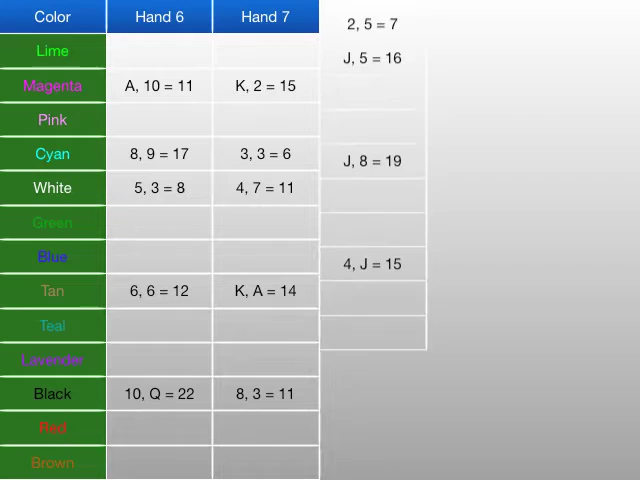 Color Hand 6 Hand 7
2, 5 = 7
Lime
J, 5 = 16
Magenta A, 10 = 11 K, 2 = 15
Pink
Cyan 8, 9 = 17 3, 3 = 6 J, 8 = 19
White 5, 3 = 8 4, 7 = 11
Green
Blue 4, J = 15
Tan 6, 6 = 12 K, A = 14
Teal
Lavender
Black 10, Q = 22 8, 3 = 11
Red
Brown